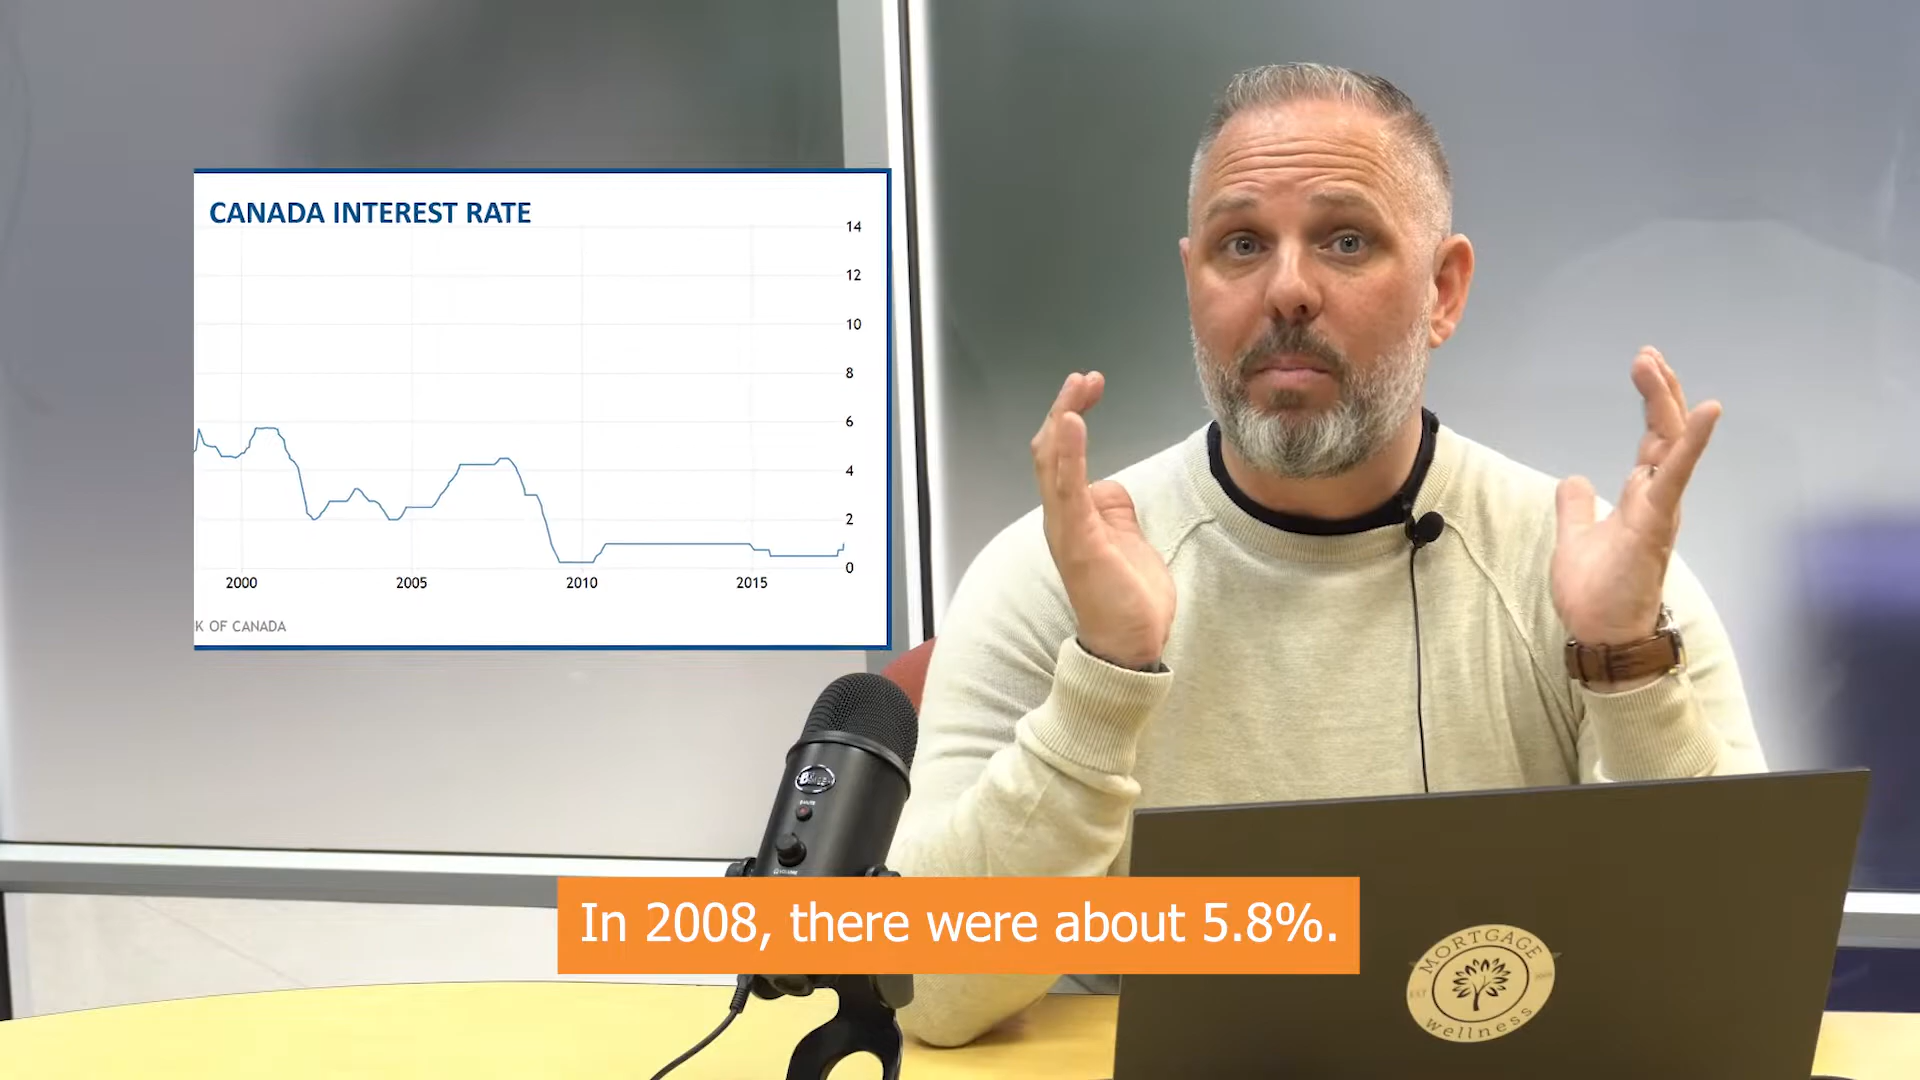 CANADA INTEREST RATE
14
12
10
8
6
4
2
0
2000 2005 2010 2015
K OF CANADA
In 2008, there were about 5.8%.
MORTGAGE
wellness